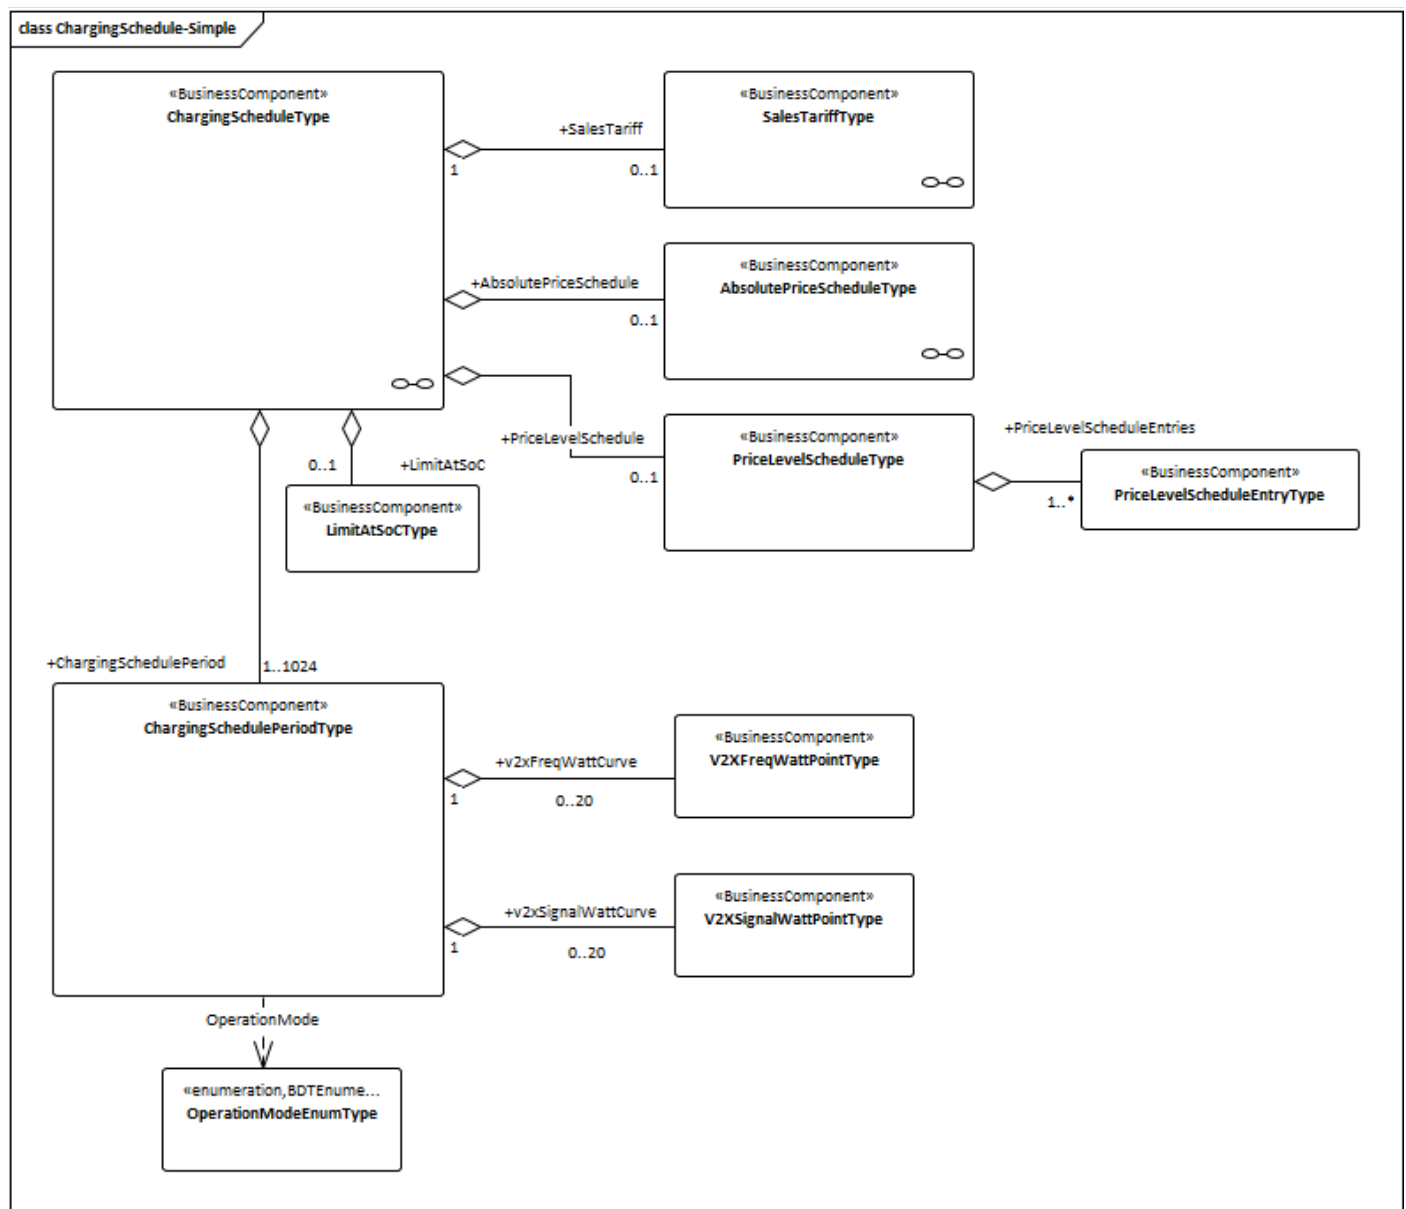 class ChargingSchedule-Simple
«BusinessComponent»
ChargingScheduleType
+SalesTariff
1
0..1
«BusinessComponent»
SalesTariffType
+AbsolutePriceSchedule
0..1
«BusinessComponent»
AbsolutePriceScheduleType
+PriceLevelSchedule
0..1
«BusinessComponent»
PriceLevelScheduleType
+PriceLevelScheduleEntries
1..*
«BusinessComponent»
PriceLevelScheduleEntryType
0..1
+LimitAtSoC
«BusinessComponent»
LimitAtSoCType
+ChargingSchedulePeriod
1..1024
«BusinessComponent»
ChargingSchedulePeriodType
+v2xFreqWattCurve
1
0..20
«BusinessComponent»
V2XFreqWattPointType
+v2xSignalWattCurve
1
0..20
«BusinessComponent»
V2XSignalWattPointType
OperationMode
«enumeration,BDTEnume...
OperationModeEnumType